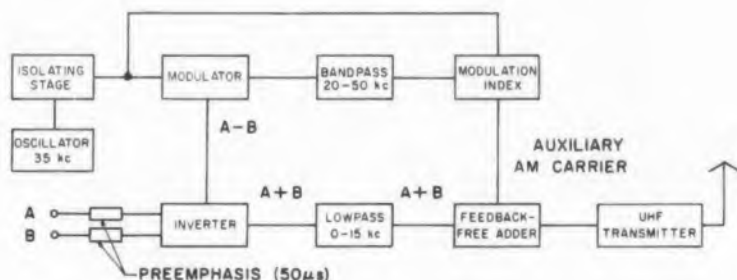 ISOLATING
STAGE
MODULATOR
BANDPASS
20-50 kc
MODULATION
INDEX
OSCILLATOR
35 kc
A-B
AUXILIARY
AM CARRIER
A+B
A+B
A
B
INVERTER
LOWPASS
0-15 kc
FEEDBACK-
FREE ADDER
UHF
TRANSMITTER
PREEMPHASIS (50μs)